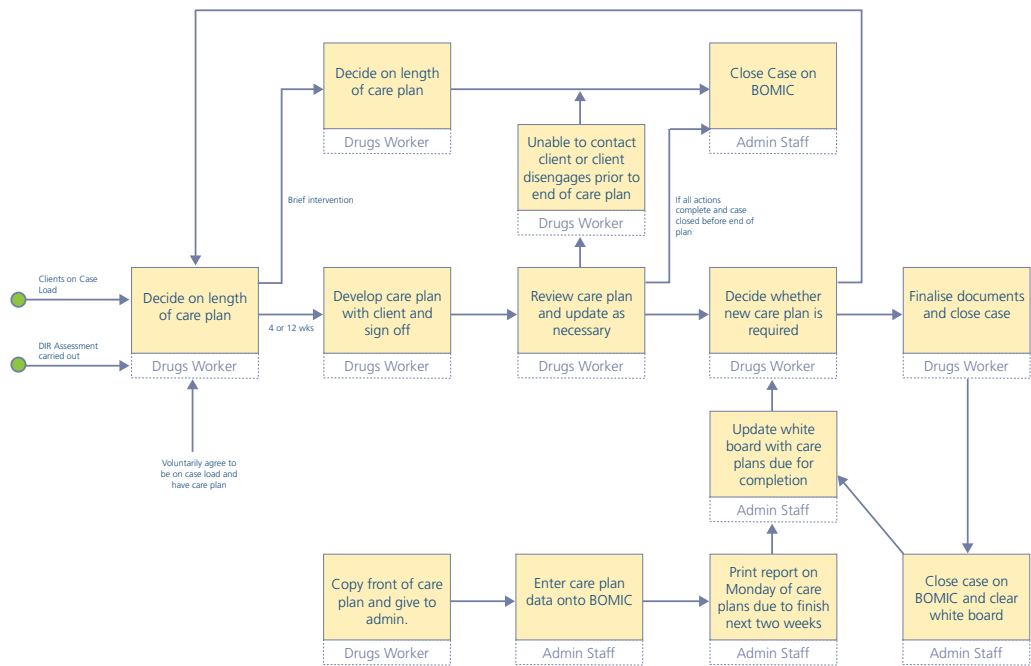 Decide on length
of care plan
Drugs Worker
Close Case on
BOMIC
Admin Staff
Unable to contact
client or client
disengages prior to
end of care plan
Drugs Worker
Brief intervention
If all actions
complete and case
closed before end of
plan
Clients on Case
Load
DIR Assessment
carried out
Decide on length
of care plan
Drugs Worker
4 or 12 wks
Develop care plan
with client and
sign off
Drugs Worker
Review care plan
and update as
necessary
Drugs Worker
Decide whether
new care plan is
required
Drugs Worker
Finalise documents
and close case
Drugs Worker
Voluntarily agree to
be on case load and
have care plan
Update white
board with care
plans due for
completion
Admin Staff
Copy front of care
plan and give to
admin.
Drugs Worker
Enter care plan
data onto BOMIC
Admin Staff
Print report on
Monday of care
plans due to finish
next two weeks
Admin Staff
Close case on
BOMIC and clear
white board
Admin Staff